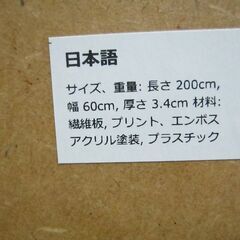 日本語
サイズ、重量: 長さ 200cm,
幅 60cm, 厚さ 3.4cm 材料:
繊維板, プリント、エンボス
アクリル塗装, プラスチック